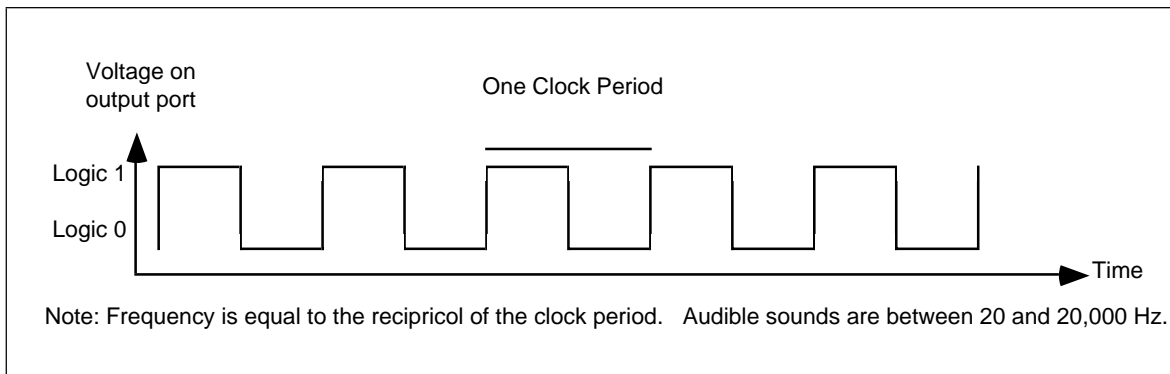 Voltage on
output port
One Clock Period
Logic 1
Logic 0
Time
Note: Frequency is equal to the recipricol of the clock period. Audible sounds are between 20 and 20,000 Hz.